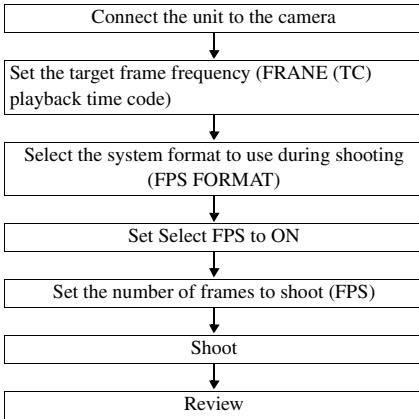 Connect the unit to the camera
Set the target frame frequency (FRANE (TC)
playback time code)
Select the system format to use during shooting
(FPS FORMAT)
Set Select FPS to ON
Set the number of frames to shoot (FPS)
Shoot
Review